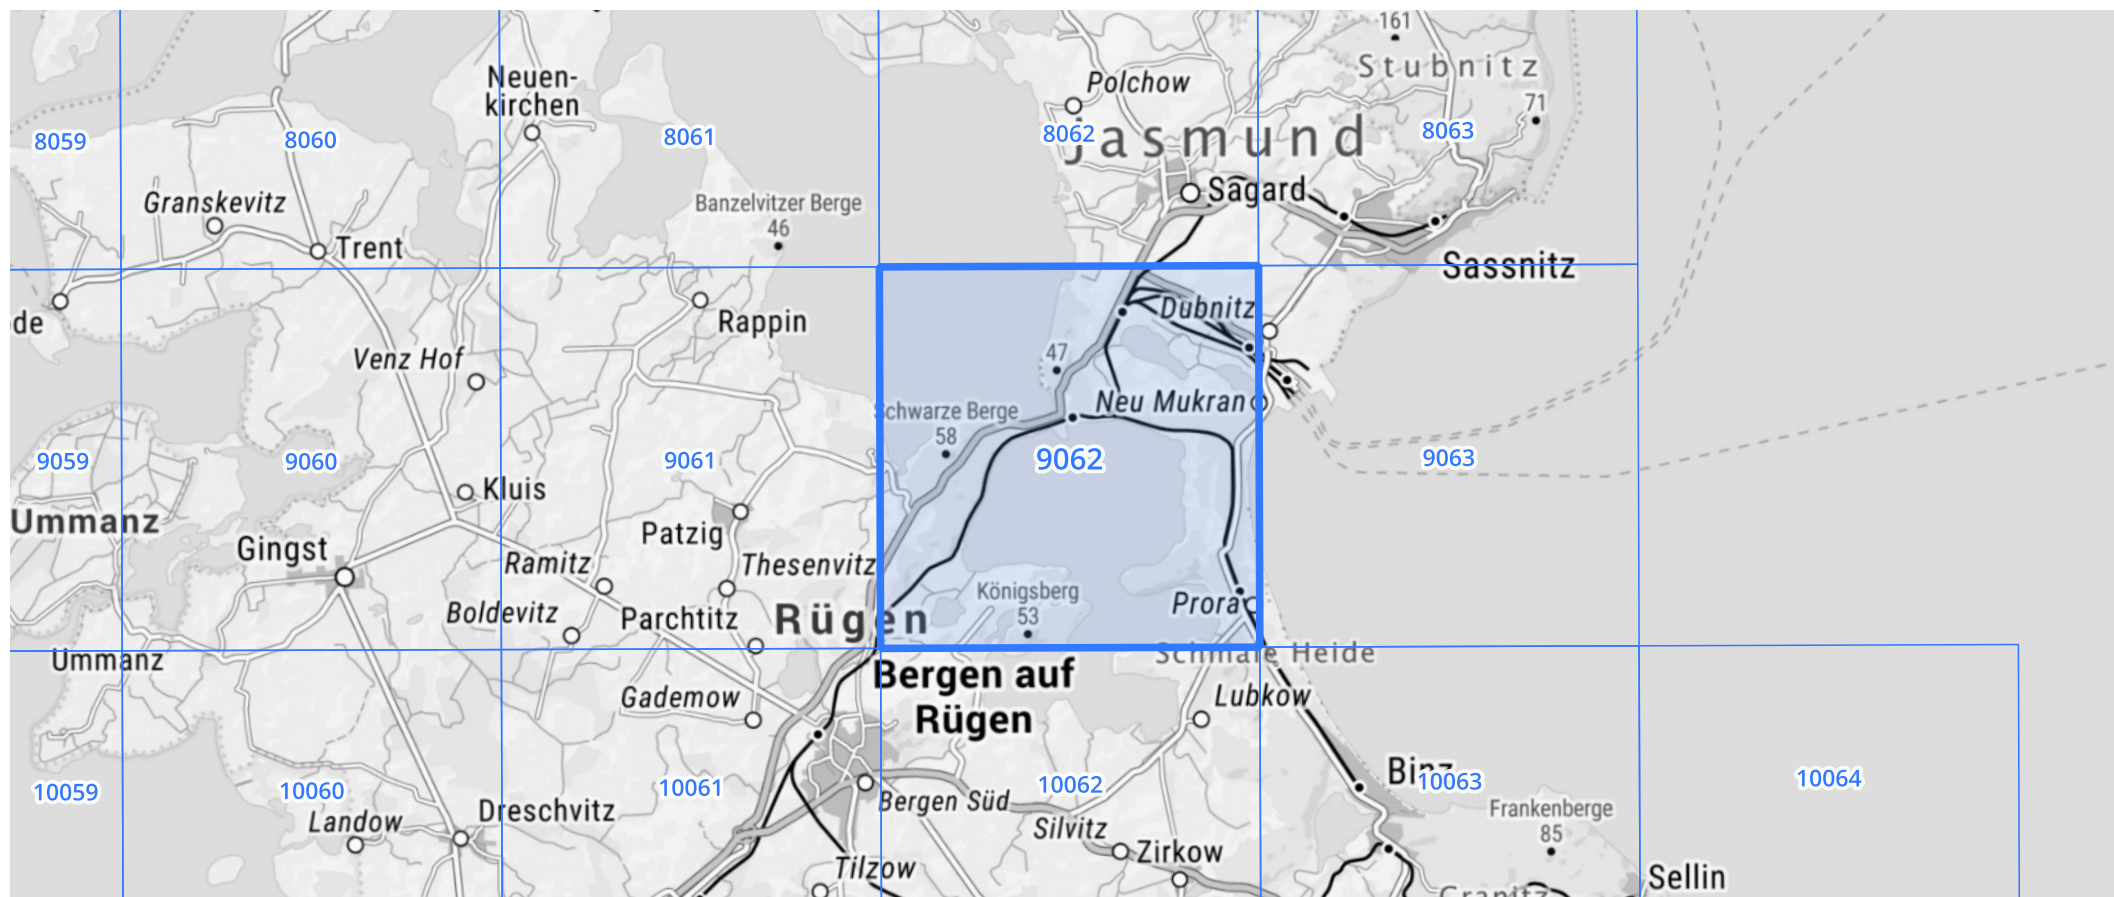 161
Stubnitz
Neuen-
kirchen
Polchow
71
8059
8060
8061
8062
Jasmund
8063
Granskevitz
Banzelvitzer Berge
46
Sagard
Trent
Sassnitz
de
Rappin
Dubnitz
Venz Hof
47
Neu Mukran
Schwarze Berge
58
9059
9060
9061
9062
9063
Kluis
Ummanz
Patzig
Gingst
Ramitz
Thesenvitz
Boldevitz
Parchtitz
Rügen
Königsberg
53
Prora
Ummanz
Schmale Heide
Bergen auf
Rügen
Gademow
Lubkow
10059
10060
10061
10062
Binz
10063
10064
Landow
Dreschvitz
Bergen Süd
Silvitz
Frankenberge
85
Zirkow
Tilzow
Sellin
Granitz